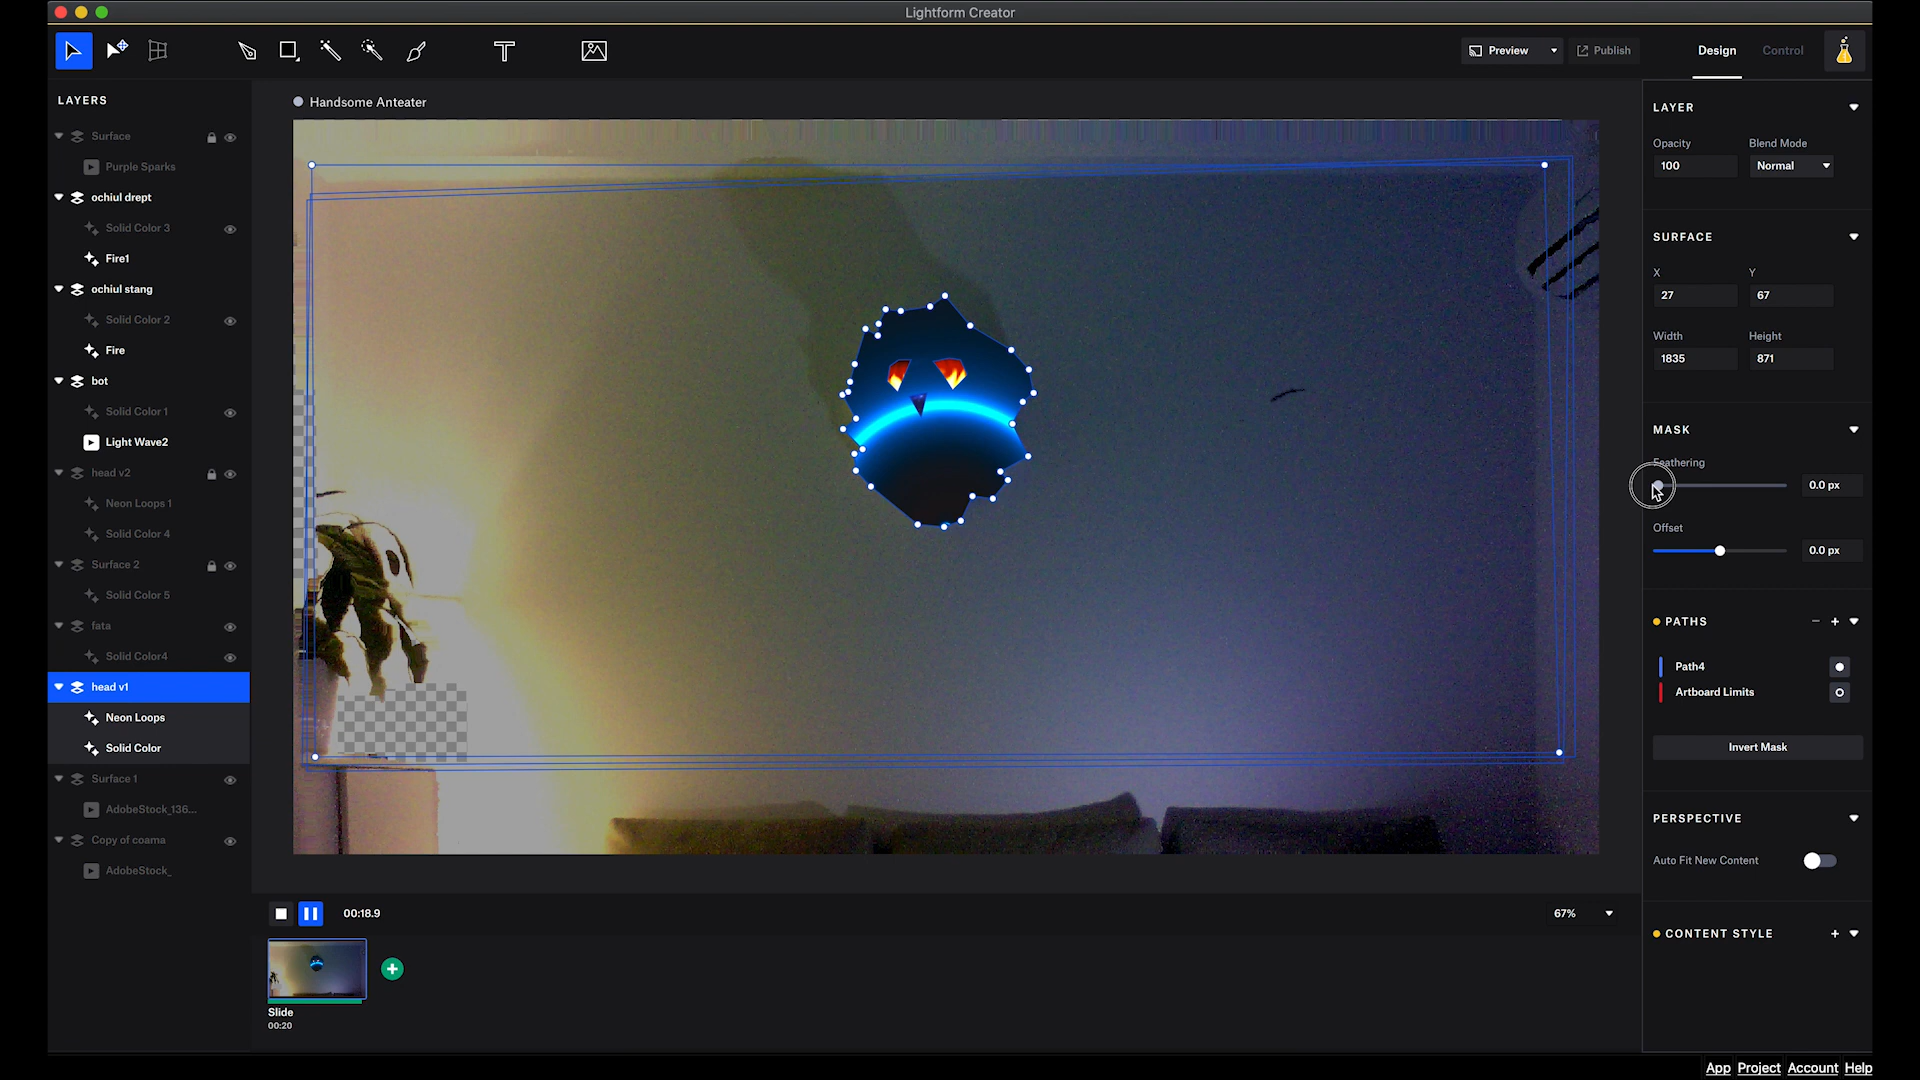 Lightform Creator
Preview
Publish
Design
Control
LAYERS
Surface
Purple Sparks
ochiul drept
Solid Color 3
Fire1
ochiul stang
Solid Color 2
Fire
bot
Solid Color 1
Light Wave2
head v2
Neon Loops 1
Solid Color 4
Surface 2
Solid Color 5
fata
Solid Color4
head v1
Neon Loops
Solid Color
Surface 1
AdobeStock_136...
Copy of coama
AdobeStock_
Handsome Anteater
00:18.9
67%
Slide
00:20
LAYER
Opacity
Blend Mode
100
Normal
SURFACE
X
Y
27
67
Width
Height
1835
871
MASK
Feathering
0.0 px
Offset
0.0 px
PATHS
Path4
Artboard Limits
Invert Mask
PERSPECTIVE
Auto Fit New Content
CONTENT STYLE
App Project Account Help